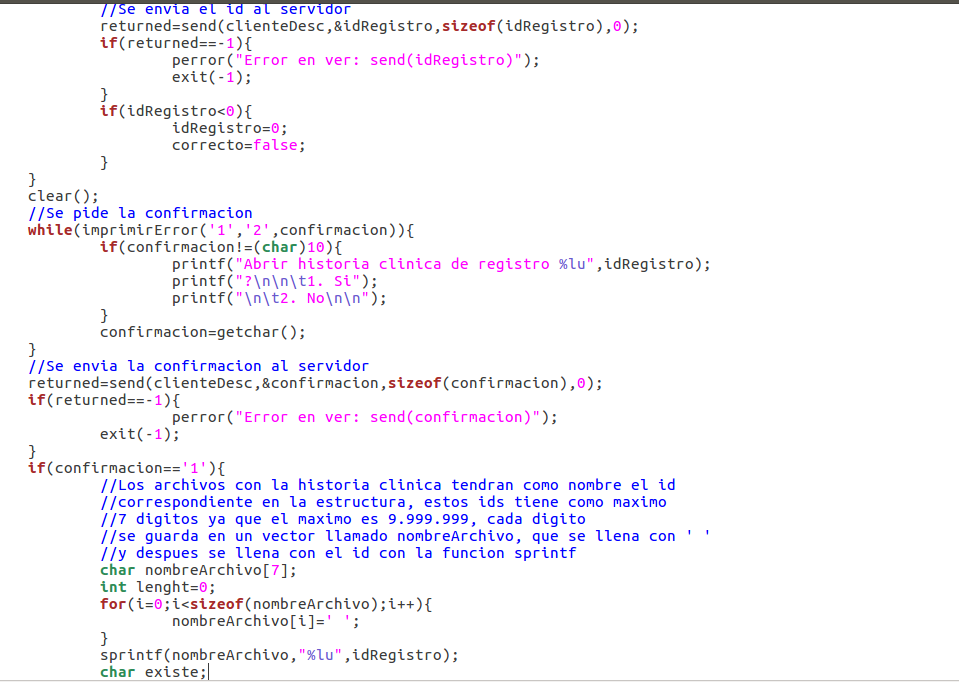 //Se envia el id al servidor
returned=send(clienteDesc,&idRegistro,sizeof(idRegistro),0);
if(returned==-1){
perror("Error en ver: send(idRegistro)");
exit(-1);
}
if(idRegistro<0){
idRegistro=0;
correcto=false;
}
}
clear();
//Se pide la confirmacion
while(imprimirError('1','2',confirmacion)){
if(confirmacion!=(char)10){
printf("Abrir historia clinica de registro %lu",idRegistro);
printf("?\n\n\t1. Si");
printf("\n\t2. No\n\n");
}
confirmacion=getchar();
}
//Se envia la confirmacion al servidor
returned=send(clienteDesc,&confirmacion,sizeof(confirmacion),0);
if(returned==-1){
perror("Error en ver: send(confirmacion)");
exit(-1);
}
if(confirmacion=='1'){
//Los archivos con la historia clinica tendran como nombre el id
//correspondiente en la estructura, estos ids tiene como maximo
//7 digitos ya que el maximo es 9.999.999, cada digito
//se guarda en un vector llamado nombreArchivo, que se llena con ' '
//y despues se llena con el id con la funcion sprintf
char nombreArchivo[7];
int lenght=0;
for(i=0;i<sizeof(nombreArchivo);i++){
nombreArchivo[i]=' ';
}
sprintf(nombreArchivo,"%lu",idRegistro);
char existe;